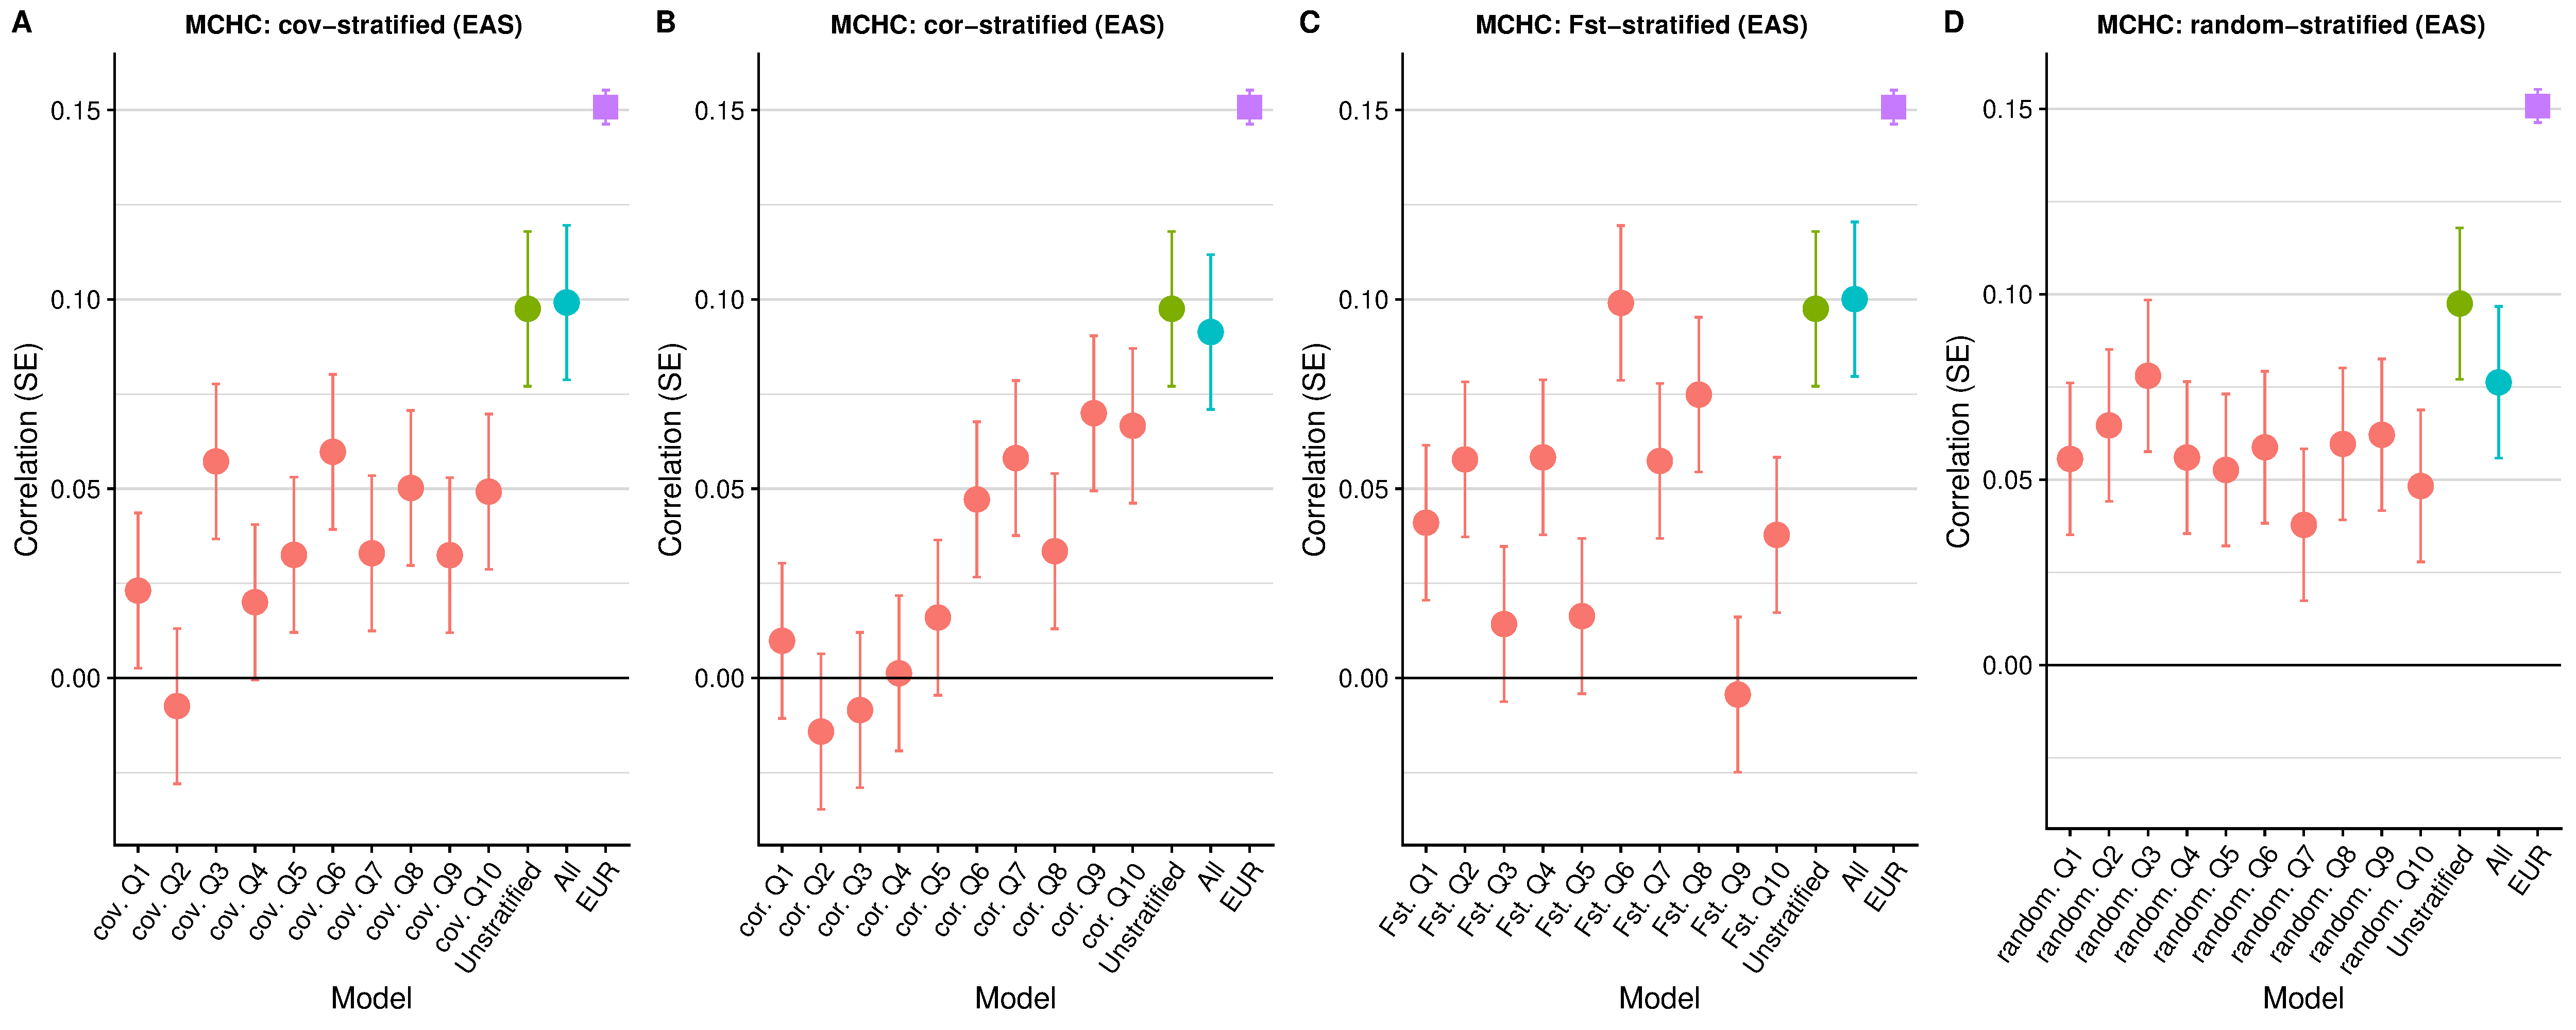 A
MCHC: cov−stratified (EAS)
Correlation (SE)
0.15
0.10
0.05
0.00
cov. Q1
cov. Q2
cov. Q3
cov. Q4
cov. Q5
cov. Q6
cov. Q7
cov. Q8
cov. Q9
cov. Q10
Unstratified
All
EUR
Model
B
MCHC: cor−stratified (EAS)
Correlation (SE)
0.15
0.10
0.05
0.00
cor. Q1
cor. Q2
cor. Q3
cor. Q4
cor. Q5
cor. Q6
cor. Q7
cor. Q8
cor. Q9
cor. Q10
Unstratified
All
EUR
Model
C
MCHC: Fst−stratified (EAS)
Correlation (SE)
0.15
0.10
0.05
0.00
Fst. Q1
Fst. Q2
Fst. Q3
Fst. Q4
Fst. Q5
Fst. Q6
Fst. Q7
Fst. Q8
Fst. Q9
Fst. Q10
Unstratified
All
EUR
Model
D
MCHC: random−stratified (EAS)
Correlation (SE)
0.15
0.10
0.05
0.00
random. Q1
random. Q2
random. Q3
random. Q4
random. Q5
random. Q6
random. Q7
random. Q8
random. Q9
random. Q10
Unstratified
All
EUR
Model